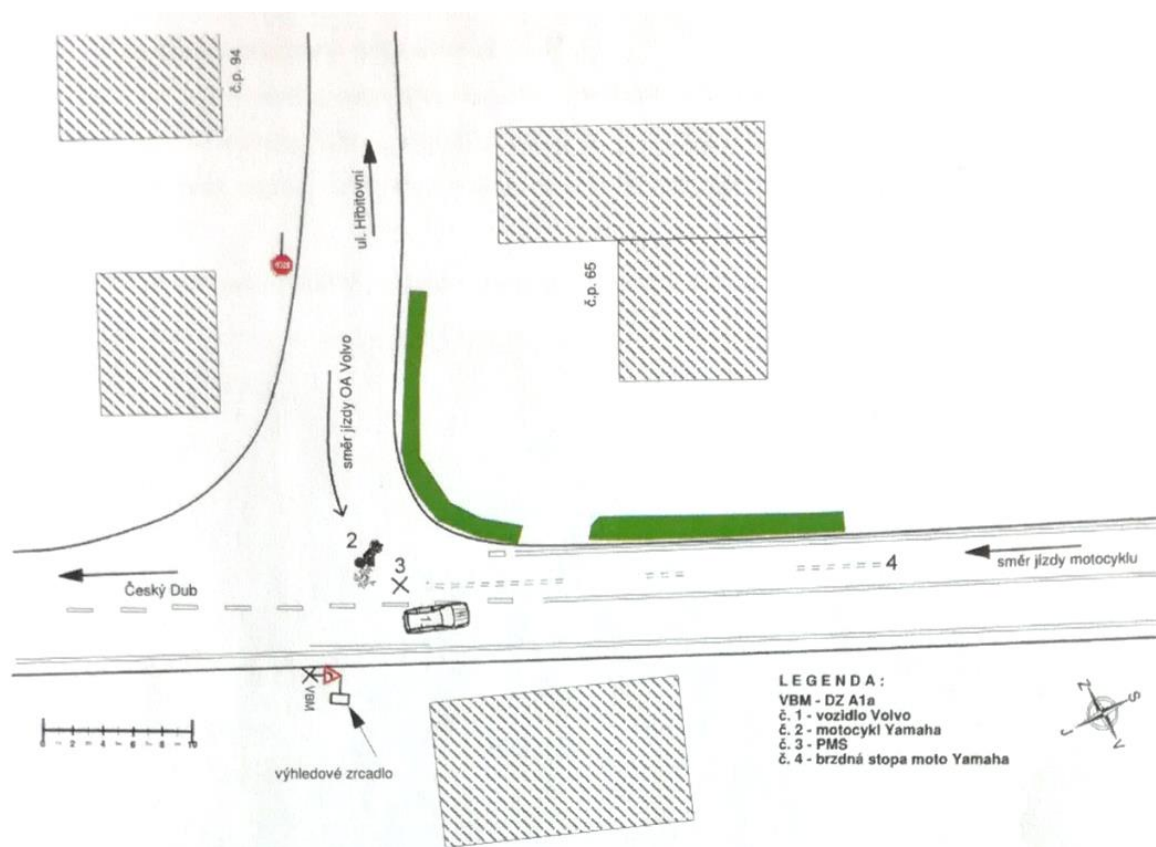 č.p. 94
ul. Hřbitovní
č.p. 65
STOP
směr jízdy OA Volvo
2
3
4
směr jízdy motocyklu
Český Dub
1
VBM
výhledové zrcadlo
0 2 4 6 8 10
LEGENDA:
VBM - DZ A1a
č. 1 - vozidlo Volvo
č. 2 - motocykl Yamaha
č. 3 - PMS
č. 4 - brzdná stopa moto Yamaha
Z
S
J
V